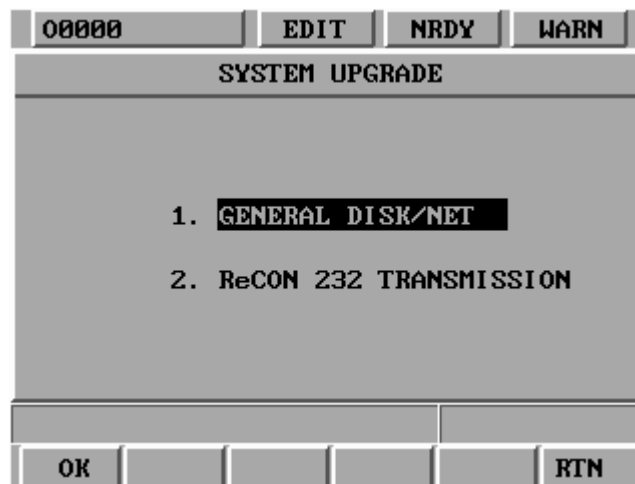 O0000 EDIT NRDY WARN
SYSTEM UPGRADE
1. GENERAL DISK/NET
2. ReCON 232 TRANSMISSION
OK RTN